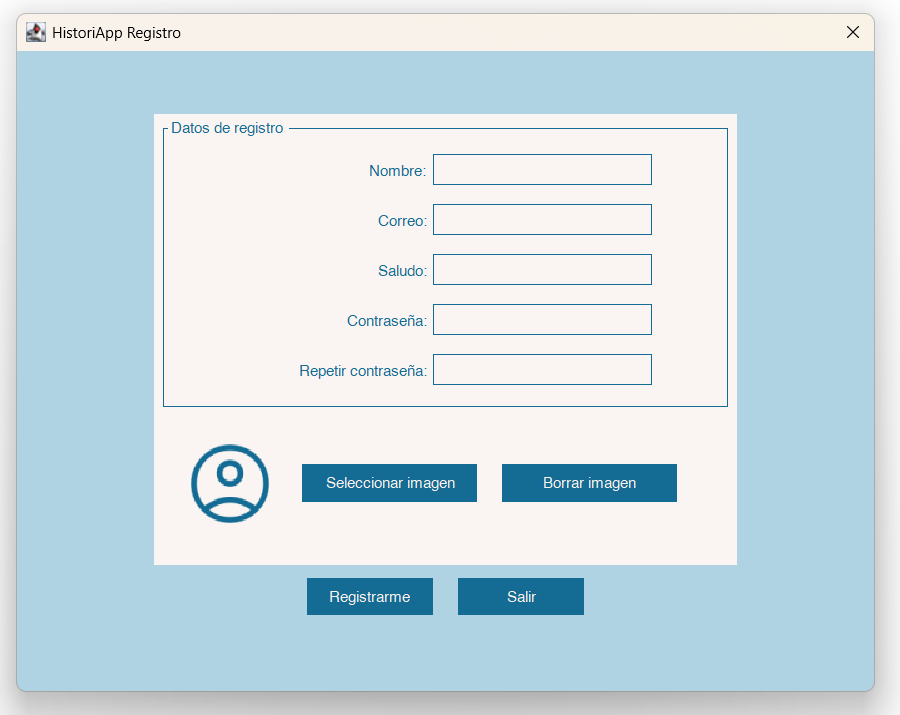 HistoriApp Registro
Datos de registro
Nombre:
Correo:
Saludo:
Contraseña:
Repetir contraseña:
Seleccionar imagen Borrar imagen
Registrarme Salir